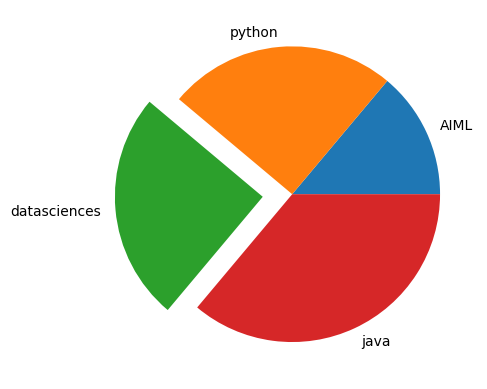 python
AIML
datasciences
java